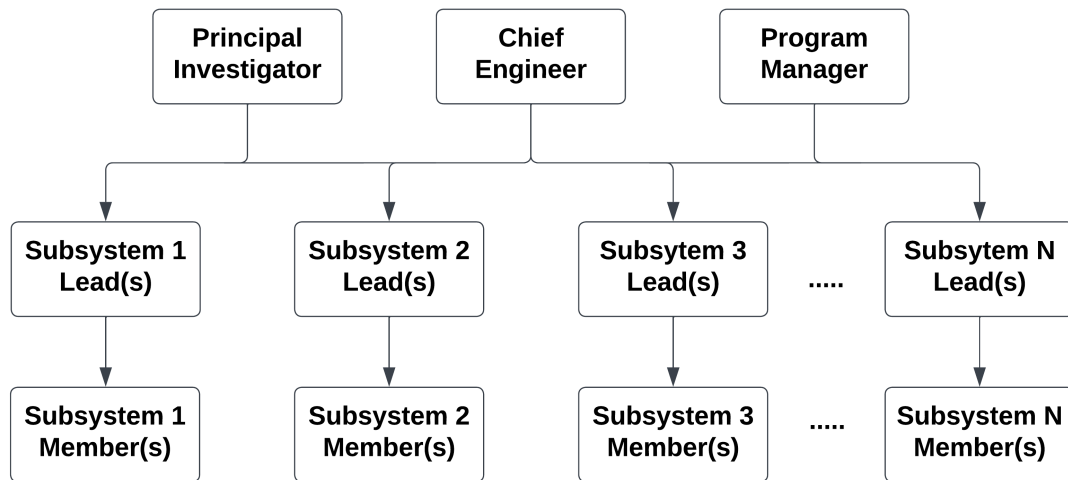 Principal
Investigator
Chief
Engineer
Program
Manager
Subsystem 1
Lead(s)
Subsystem 2
Lead(s)
Subsytem 3
Lead(s)
.....
Subsytem N
Lead(s)
Subsystem 1
Member(s)
Subsystem 2
Member(s)
Subsystem 3
Member(s)
.....
Subsystem N
Member(s)